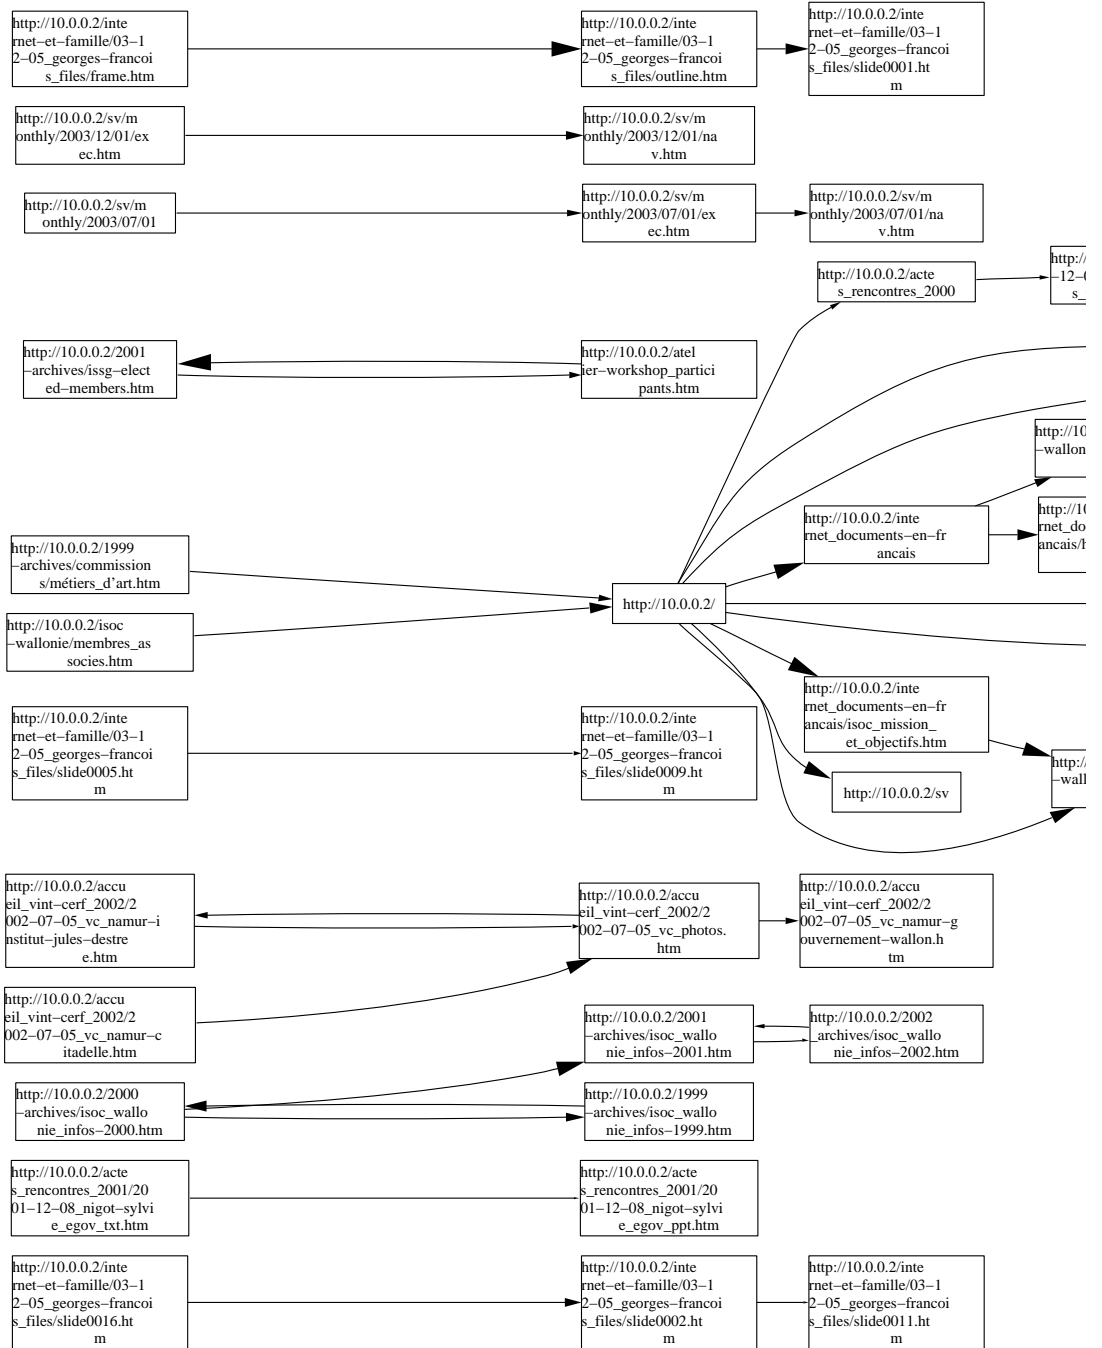 http://10.0.0.2/inte
rnet–et–famille/03–1
2–05_georges–francoi
s_files/frame.htm
http://10.0.0.2/inte
rnet–et–famille/03–1
2–05_georges–francoi
s_files/outline.htm
http://10.0.0.2/inte
rnet–et–famille/03–1
2–05_georges–francoi
s_files/slide0001.ht
m
http://10.0.0.2/sv/m
onthly/2003/12/01/ex
ec.htm
http://10.0.0.2/sv/m
onthly/2003/12/01/na
v.htm
http://10.0.0.2/sv/m
onthly/2003/07/01
http://10.0.0.2/sv/m
onthly/2003/07/01/ex
ec.htm
http://10.0.0.2/sv/m
onthly/2003/07/01/na
v.htm
http://10.0.0.2/acte
s_rencontres_2000
http:/
–12–0
s_
http://10.0.0.2/2001
–archives/issg–elect
ed–members.htm
http://10.0.0.2/atel
ier–workshop_partici
pants.htm
http://10
–wallon
http://10.0.0.2/inte
rnet_documents–en–fr
ancais
http://10
rnet_do
ancais/h
http://10.0.0.2/1999
–archives/commission
s/métiers_d’art.htm
http://10.0.0.2/
http://10.0.0.2/isoc
–wallonie/membres_as
socies.htm
http://10.0.0.2/inte
rnet_documents–en–fr
ancais/isoc_mission_
et_objectifs.htm
http://10.0.0.2/inte
rnet–et–famille/03–1
2–05_georges–francoi
s_files/slide0005.ht
m
http://10.0.0.2/inte
rnet–et–famille/03–1
2–05_georges–francoi
s_files/slide0009.ht
m
http:/
–wall
http://10.0.0.2/sv
http://10.0.0.2/accu
eil_vint–cerf_2002/2
002–07–05_vc_namur–i
nstitut–jules–destre
e.htm
http://10.0.0.2/accu
eil_vint–cerf_2002/2
002–07–05_vc_photos.
htm
http://10.0.0.2/accu
eil_vint–cerf_2002/2
002–07–05_vc_namur–g
ouvernement–wallon.h
tm
http://10.0.0.2/accu
eil_vint–cerf_2002/2
002–07–05_vc_namur–c
itadelle.htm
http://10.0.0.2/2001
–archives/isoc_wallo
nie_infos–2001.htm
http://10.0.0.2/2002
_archives/isoc_wallo
nie_infos–2002.htm
http://10.0.0.2/2000
–archives/isoc_wallo
nie_infos–2000.htm
http://10.0.0.2/1999
–archives/isoc_wallo
nie_infos–1999.htm
http://10.0.0.2/acte
s_rencontres_2001/20
01–12–08_nigot–sylvi
e_egov_txt.htm
http://10.0.0.2/acte
s_rencontres_2001/20
01–12–08_nigot–sylvi
e_egov_ppt.htm
http://10.0.0.2/inte
rnet–et–famille/03–1
2–05_georges–francoi
s_files/slide0016.ht
m
http://10.0.0.2/inte
rnet–et–famille/03–1
2–05_georges–francoi
s_files/slide0002.ht
m
http://10.0.0.2/inte
rnet–et–famille/03–1
2–05_georges–francoi
s_files/slide0011.ht
m